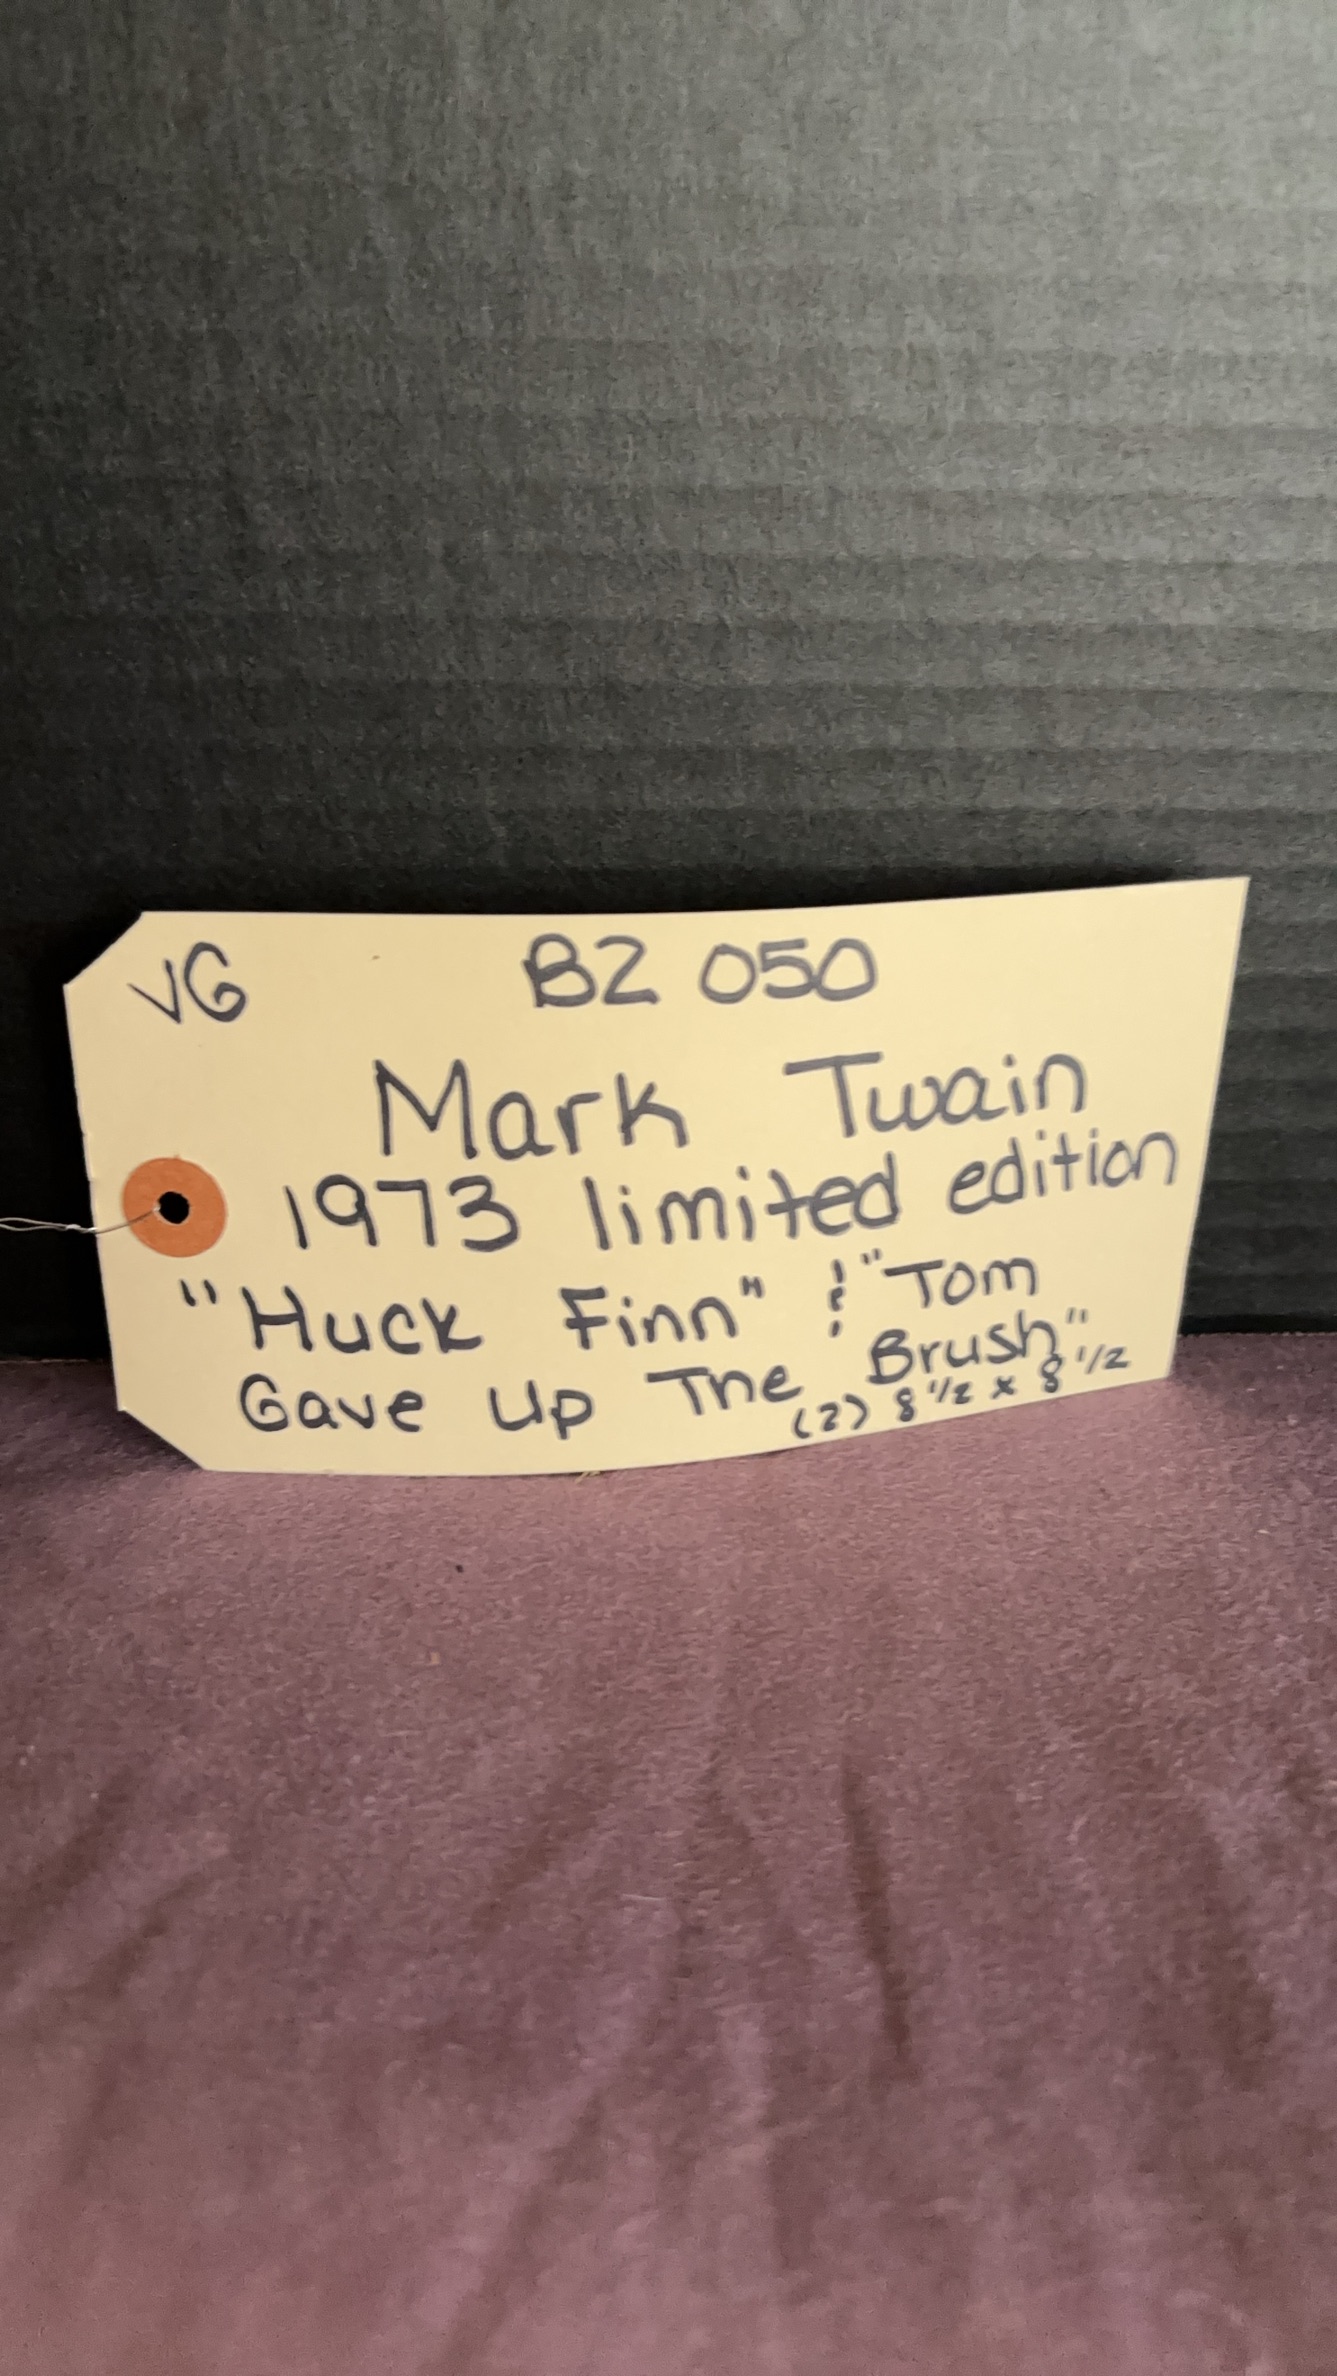 VG BZ 050
Mark Twain
1973 limited edition
"Huck Finn" & "Tom
Gave Up The Brush"
(2) 8 1/2 x 8 1/2